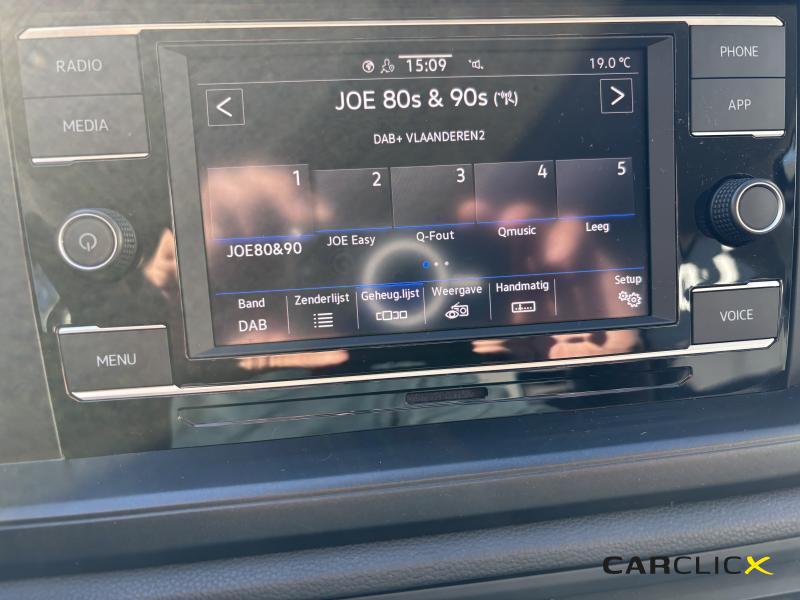 RADIO
MEDIA
MENU
15:09
19.0 °C
<
JOE 80s & 90s
>
DAB+ VLAANDEREN2
1 2 3 4 5
JOE80&90 JOE Easy Q-Fout Qmusic Leeg
Band Zenderlijst Geheug.lijst Weergave Handmatig Setup
DAB
PHONE
APP
VOICE
CARCLICX